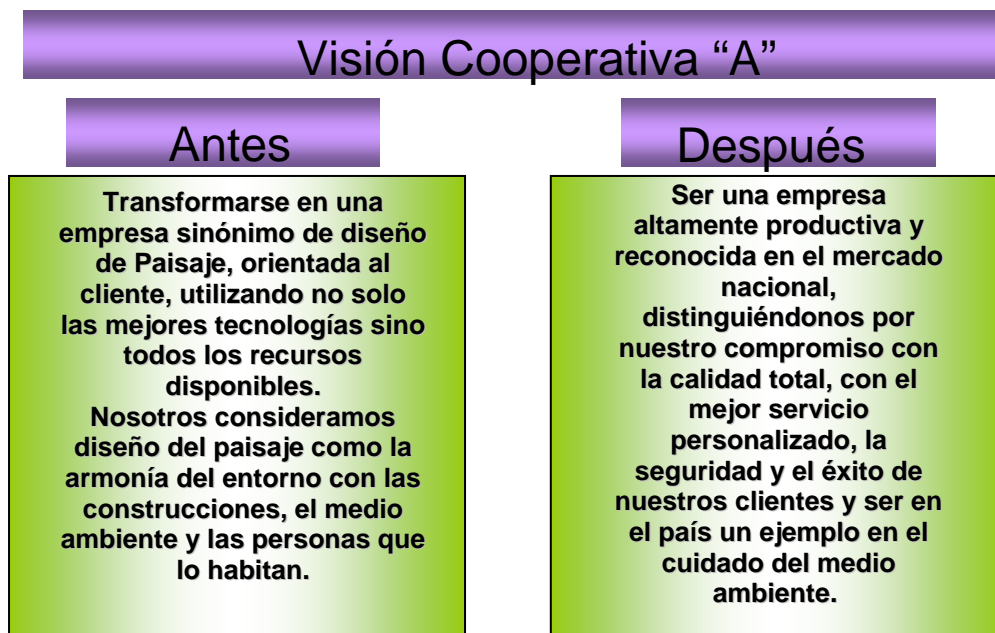 Visión Cooperativa “A”
Antes
Transformarse en una
empresa sinónimo de diseño
de Paisaje, orientada al
cliente, utilizando no solo
las mejores tecnologías sino
todos los recursos
disponibles.
Nosotros consideramos
diseño del paisaje como la
armonía del entorno con las
construcciones, el medio
ambiente y las personas que
lo habitan.
Después
Ser una empresa
altamente productiva y
reconocida en el mercado
nacional,
distinguiéndonos por
nuestro compromiso con
la calidad total, con el
mejor servicio
personalizado, la
seguridad y el éxito de
nuestros clientes y ser en
el país un ejemplo en el
cuidado del medio
ambiente.